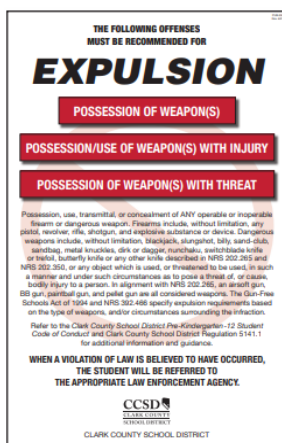 THE FOLLOWING OFFENSES
MUST BE RECOMMENDED FOR
EXPULSION
POSSESSION OF WEAPON(S)
POSSESSION/USE OF WEAPON(S) WITH INJURY
POSSESSION OF WEAPON(S) WITH THREAT
Possession, use, transmittal, or concealment of ANY operable or inoperable
firearm or dangerous weapon. Firearms include, without limitation, any
pistol, revolver, rifle, shotgun, and explosive substance or device. Dangerous
weapons include, without limitation, blackjack, slungshot, billy, sand-club,
sandbag, metal knuckles, dirk or dagger, nunchaku, switchblade knife
or trefoil, butterfly knife or any other knife described in NRS 202.265 and
NRS 202.350, or any object which is used, or threatened to be used, in such
a manner and under such circumstances as to pose a threat of, or cause,
bodily injury to a person. In alignment with NRS 202.265, an airsoft gun,
BB gun, paintball gun, and pellet gun are all considered weapons. The Gun-Free
Schools Act of 1994 and NRS 392.466 specify expulsion requirements based
on the type of weapons, and/or circumstances surrounding the infraction.
Refer to the Clark County School District Pre-Kindergarten-12 Student
Code of Conduct and Clark County School District Regulation 5141.1
for additional information and guidance.
WHEN A VIOLATION OF LAW IS BELIEVED TO HAVE OCCURRED,
THE STUDENT WILL BE REFERRED TO
THE APPROPRIATE LAW ENFORCEMENT AGENCY.
CCSD
CLARK COUNTY
SCHOOL DISTRICT
CLARK COUNTY SCHOOL DISTRICT